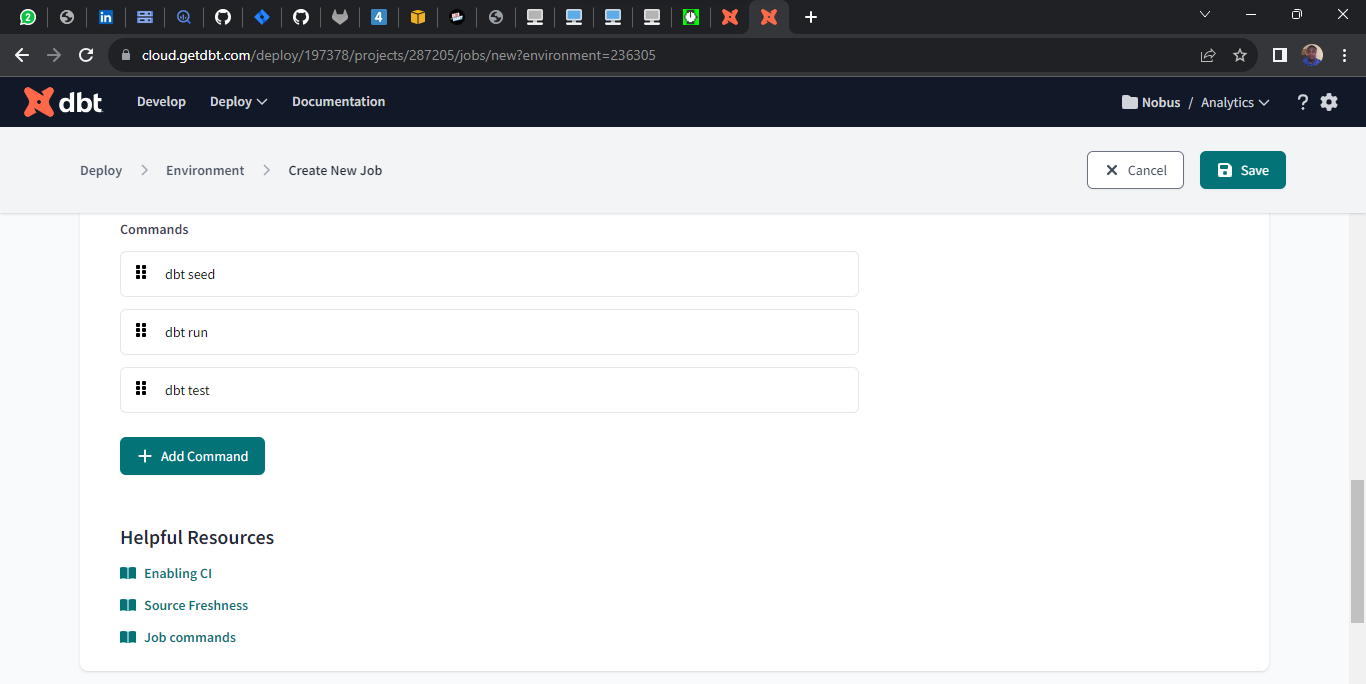 2
4
cloud.getdbt.com/deploy/197378/projects/287205/jobs/new?environment=236305
dbt Develop Deploy Documentation Nobus / Analytics ?
Deploy > Environment > Create New Job Cancel Save
Commands
dbt seed
dbt run
dbt test
+ Add Command
Helpful Resources
Enabling CI
Source Freshness
Job commands